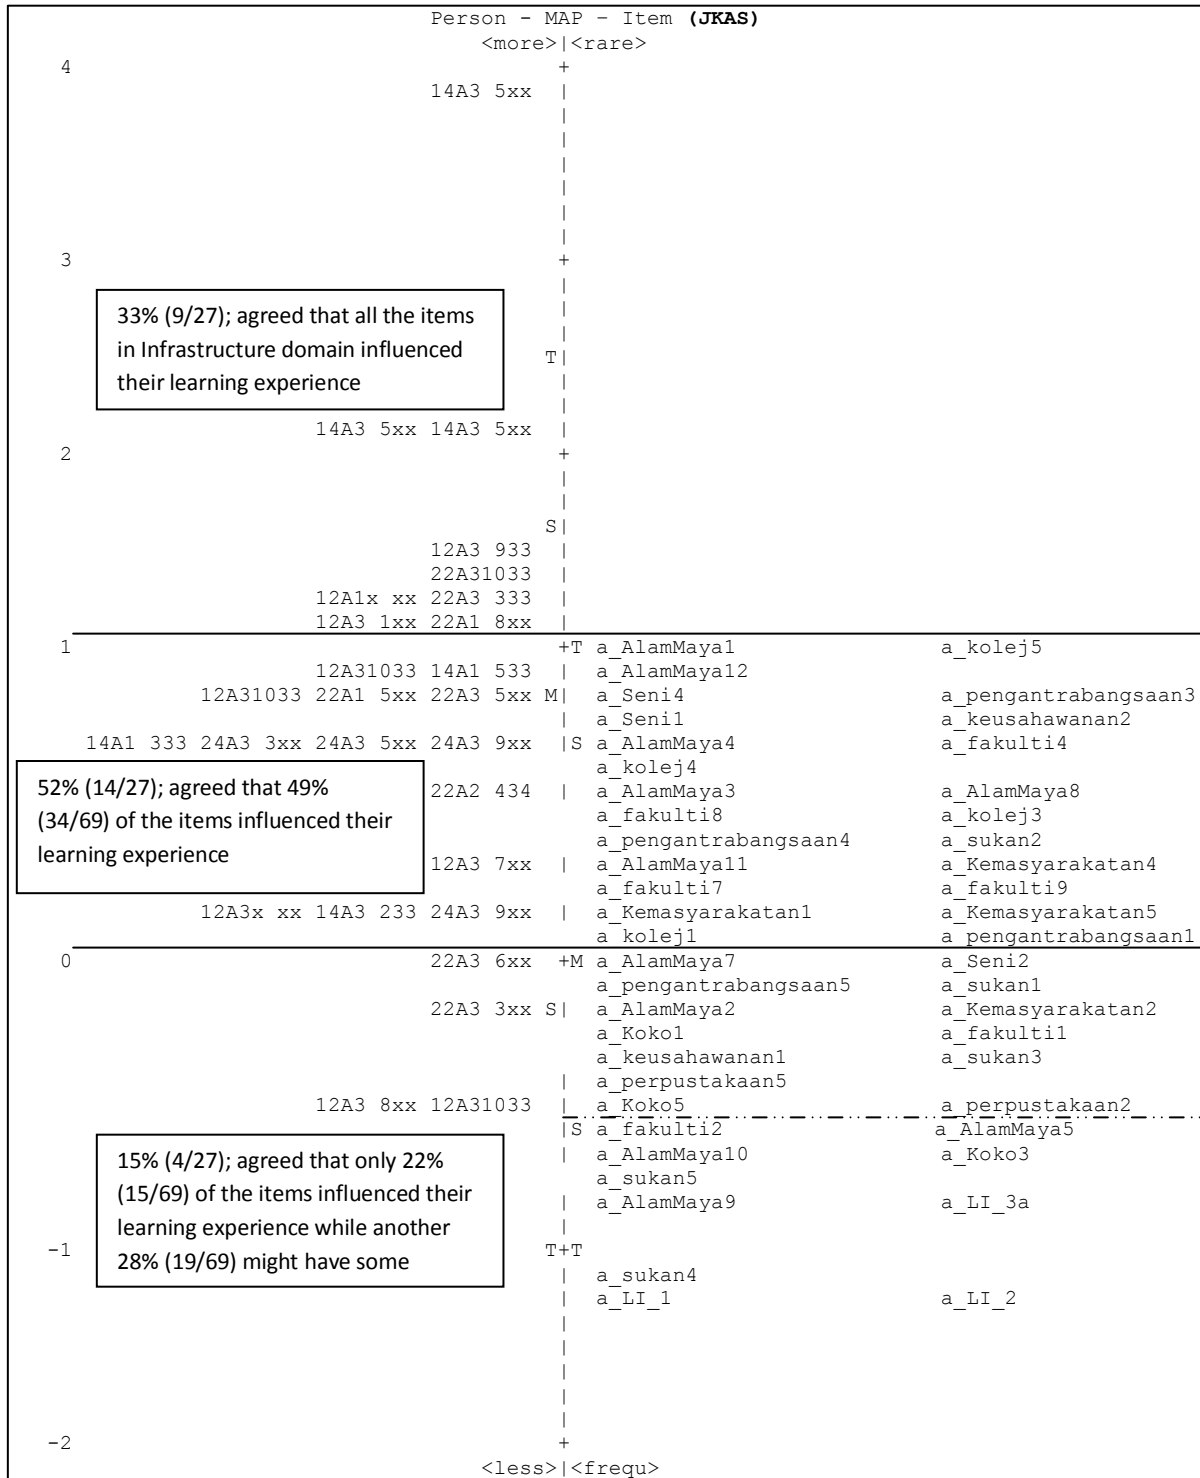 Person - MAP - Item (JKAS)
<more>|<rare>
4 +
14A3 5xx |
|
|
|
|
|
|
3 +
|
33% (9/27); agreed that all the items
in Infrastructure domain influenced
their learning experience
|
|
T|
|
|
14A3 5xx 14A3 5xx |
2 +
|
|
S|
12A3 933 |
22A31033 |
12A1x xx 22A3 333 |
12A3 1xx 22A1 8xx |
1 +T a_AlamMaya1 a_kolej5
12A31033 14A1 533 | a_AlamMaya12
12A31033 22A1 5xx 22A3 5xx M| a_Seni4 a_pengantrabangsaan3
| a_Seni1 a_keusahawanan2
14A1 333 24A3 3xx 24A3 5xx 24A3 9xx |S a_AlamMaya4 a_fakulti4
a_kolej4
52% (14/27); agreed that 49%
(34/69) of the items influenced their
learning experience
22A2 434 | a_AlamMaya3 a_AlamMaya8
a_fakulti8 a_kolej3
a_pengantrabangsaan4 a_sukan2
12A3 7xx | a_AlamMaya11 a_Kemasyarakatan4
a_fakulti7 a_fakulti9
12A3x xx 14A3 233 24A3 9xx | a_Kemasyarakatan1 a_Kemasyarakatan5
a_kolej1 a_pengantrabangsaan1
0 22A3 6xx +M a_AlamMaya7 a_Seni2
a_pengantrabangsaan5 a_sukan1
22A3 3xx S| a_AlamMaya2 a_Kemasyarakatan2
a_Koko1 a_fakulti1
a_keusahawanan1 a_sukan3
| a_perpustakaan5
12A3 8xx 12A31033 | a_Koko5 a_perpustakaan2
|S a_fakulti2 a_AlamMaya5
15% (4/27); agreed that only 22%
(15/69) of the items influenced their
learning experience while another
28% (19/69) might have some
| a_AlamMaya10 a_Koko3
a_sukan5
| a_AlamMaya9 a_LI_3a
-1 T+T
| a_sukan4
| a_LI_1 a_LI_2
|
|
|
|
|
-2 +
<less>|<frequ>